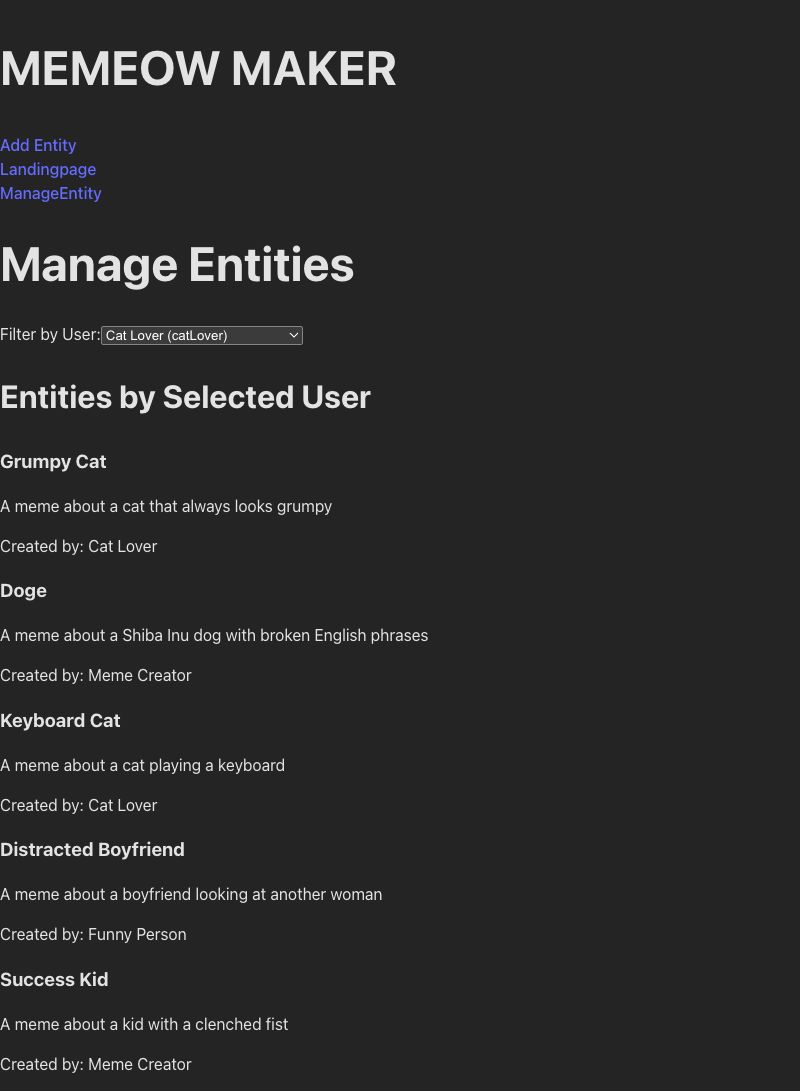 MEMEOW MAKER
Add Entity
Landingpage
ManageEntity
Manage Entities
Filter by User: Cat Lover (catLover)
Entities by Selected User
Grumpy Cat
A meme about a cat that always looks grumpy
Created by: Cat Lover
Doge
A meme about a Shiba Inu dog with broken English phrases
Created by: Meme Creator
Keyboard Cat
A meme about a cat playing a keyboard
Created by: Cat Lover
Distracted Boyfriend
A meme about a boyfriend looking at another woman
Created by: Funny Person
Success Kid
A meme about a kid with a clenched fist
Created by: Meme Creator